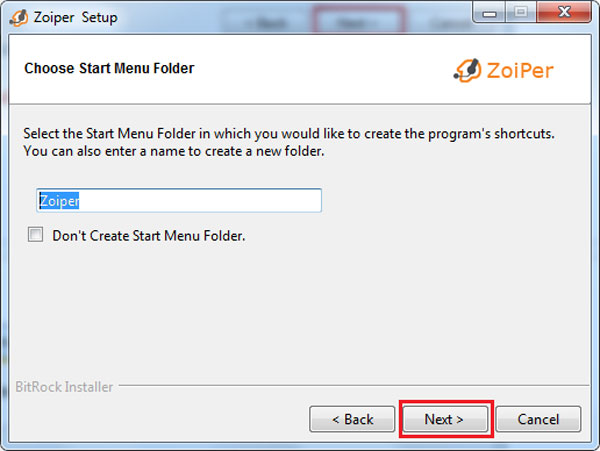 Zoiper Setup
Choose Start Menu Folder
ZoiPer
Select the Start Menu Folder in which you would like to create the program's shortcuts.
You can also enter a name to create a new folder.
Zoiper
Don't Create Start Menu Folder.
BitRock Installer
< Back
Next >
Cancel